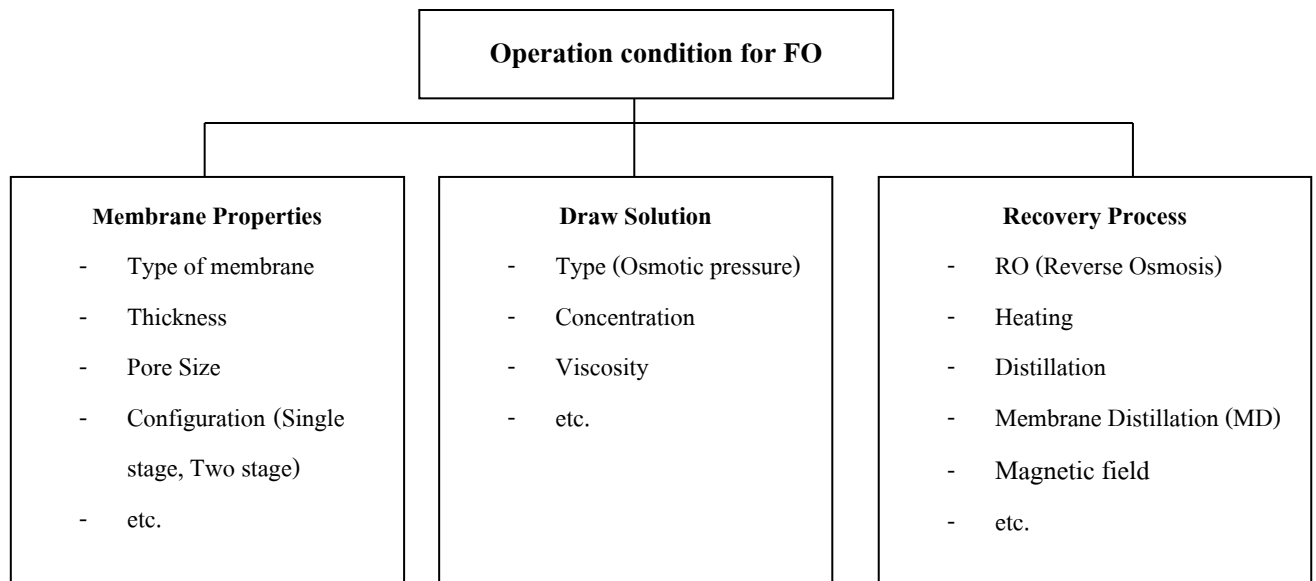 Operation condition for FO
Membrane Properties
- Type of membrane
- Thickness
- Pore Size
- Configuration (Single
stage, Two stage)
- etc.
Draw Solution
- Type (Osmotic pressure)
- Concentration
- Viscosity
- etc.
Recovery Process
- RO (Reverse Osmosis)
- Heating
- Distillation
- Membrane Distillation (MD)
- Magnetic field
- etc.